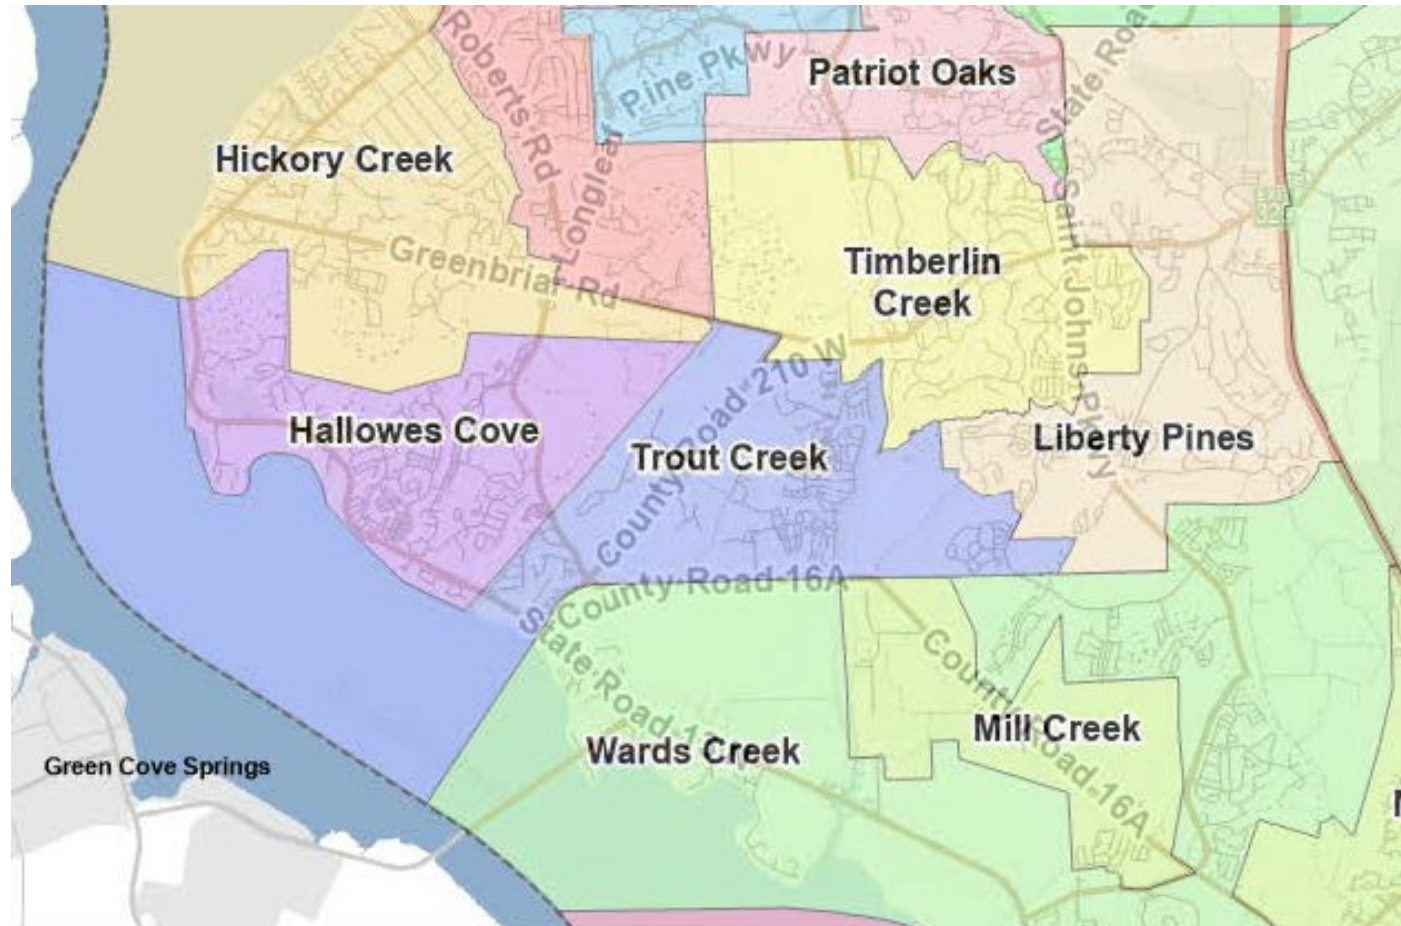 Roberts Rd
Pine Pkwy
Patriot Oaks
State Road
Hickory Creek
Longleaf
Saint Johns Pkwy
Greenbriar Rd
Timberlin
Creek
County Road 210 W
Hallowes Cove
Trout Creek
Liberty Pines
County Road 16A
State Road 13
County Road 16A
Mill Creek
Wards Creek
Green Cove Springs